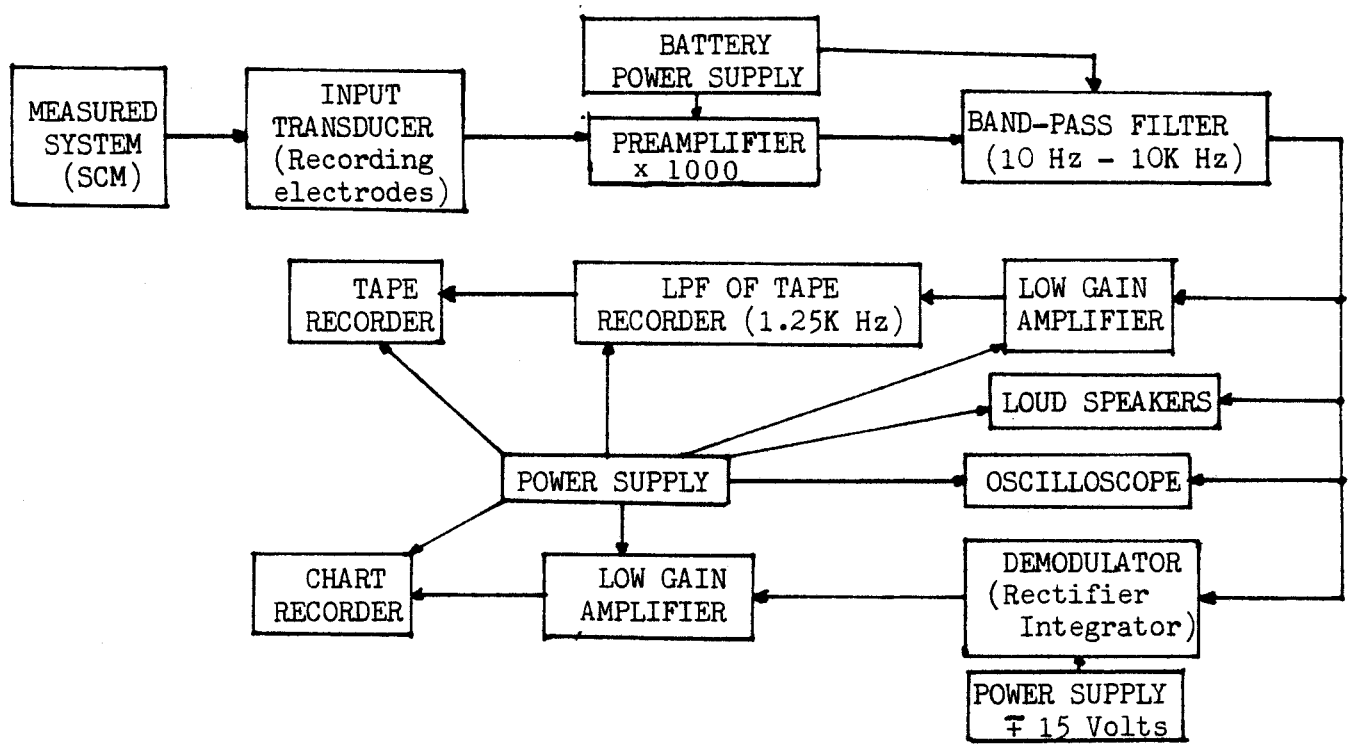 BATTERY
POWER SUPPLY
MEASURED
SYSTEM
(SCM)
INPUT
TRANSDUCER
(Recording
electrodes)
PREAMPLIFIER
x 1000
BAND-PASS FILTER
(10 Hz - 10K Hz)
TAPE
RECORDER
LPF OF TAPE
RECORDER (1.25K Hz)
LOW GAIN
AMPLIFIER
LOUD SPEAKERS
POWER SUPPLY
OSCILLOSCOPE
CHART
RECORDER
LOW GAIN
AMPLIFIER
DEMODULATOR
(Rectifier
Integrator)
POWER SUPPLY
∓ 15 Volts